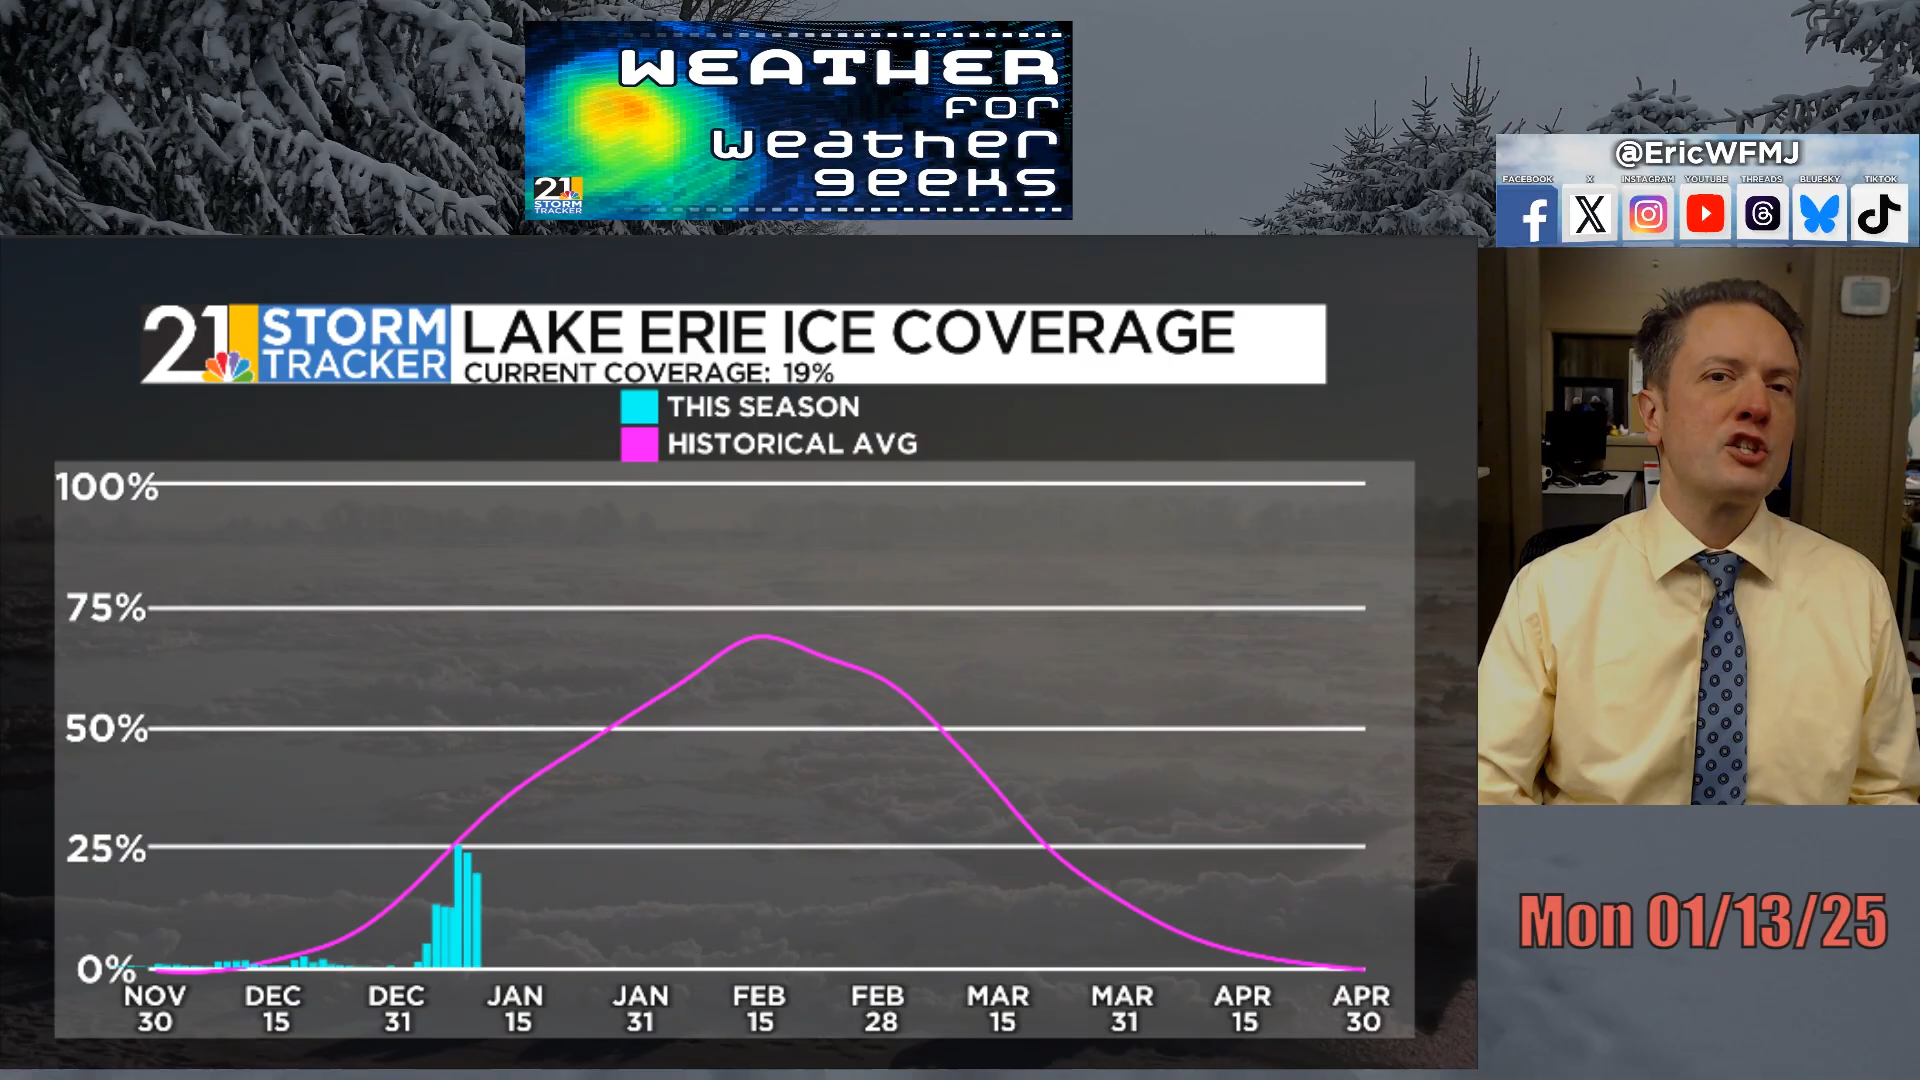 WEATHER
FOR
weather
geeks
21
STORM
TRACKER
@EricWFMJ
FACEBOOK X INSTAGRAM YOUTUBE THREADS BLUESKY TIKTOK
21 STORM TRACKER
LAKE ERIE ICE COVERAGE
CURRENT COVERAGE: 19%
THIS SEASON
HISTORICAL AVG
100%
75%
50%
25%
0%
NOV 30
DEC 15
DEC 31
JAN 15
JAN 31
FEB 15
FEB 28
MAR 15
MAR 31
APR 15
APR 30
Mon 01/13/25